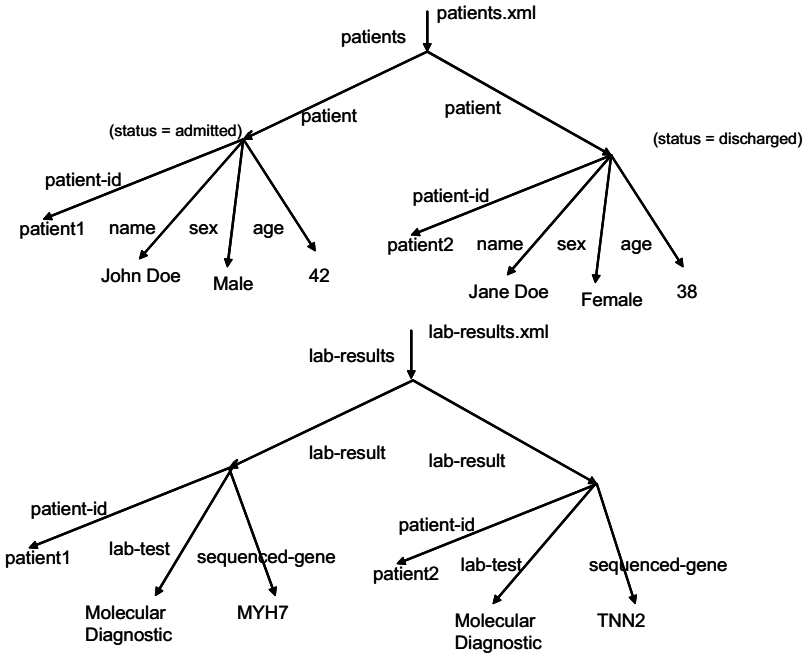 patients.xml
patients
patient
patient
(status = admitted)
(status = discharged)
patient-id
patient-id
patient1
name
sex
age
patient2
name
sex
age
John Doe
Male
42
Jane Doe
Female
38
lab-results.xml
lab-results
lab-result
lab-result
patient-id
patient-id
patient1
lab-test
sequenced-gene
patient2
lab-test
sequenced-gene
Molecular
Diagnostic
MYH7
Molecular
Diagnostic
TNN2